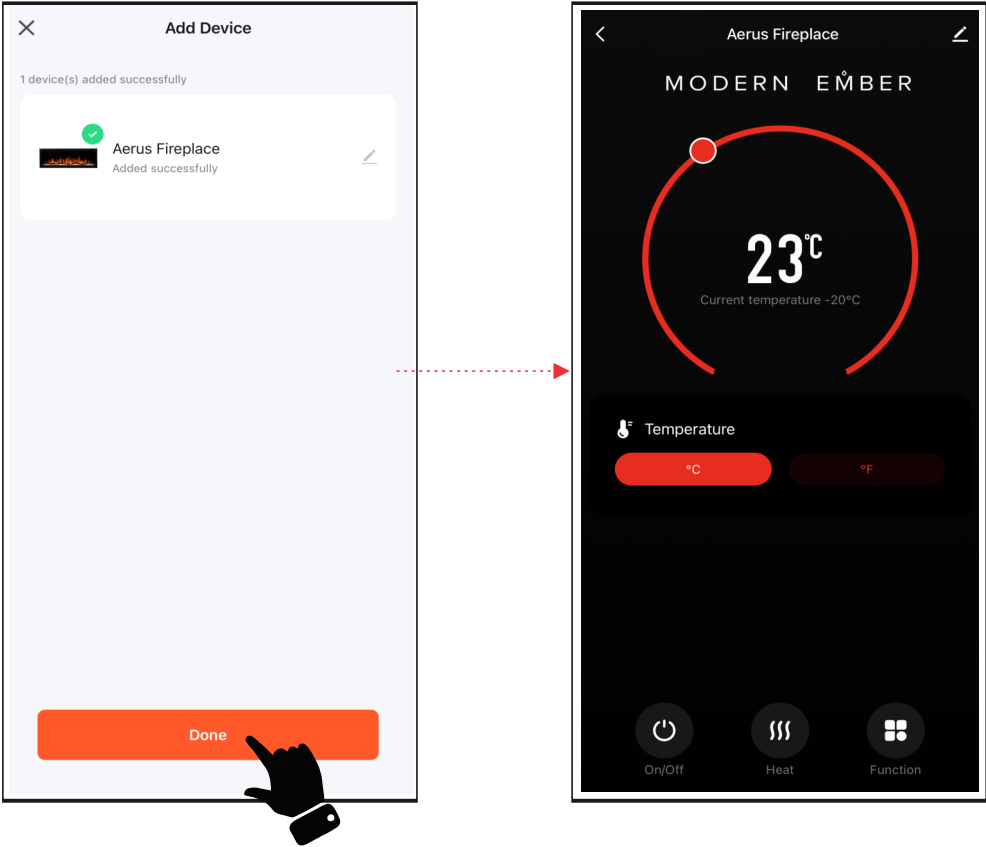 Add Device
1 device(s) added successfully
Aerus Fireplace
Added successfully
Done
Aerus Fireplace
MODERN EMBER
23°C
Current temperature -20°C
Temperature
°C
°F
On/Off
Heat
Function